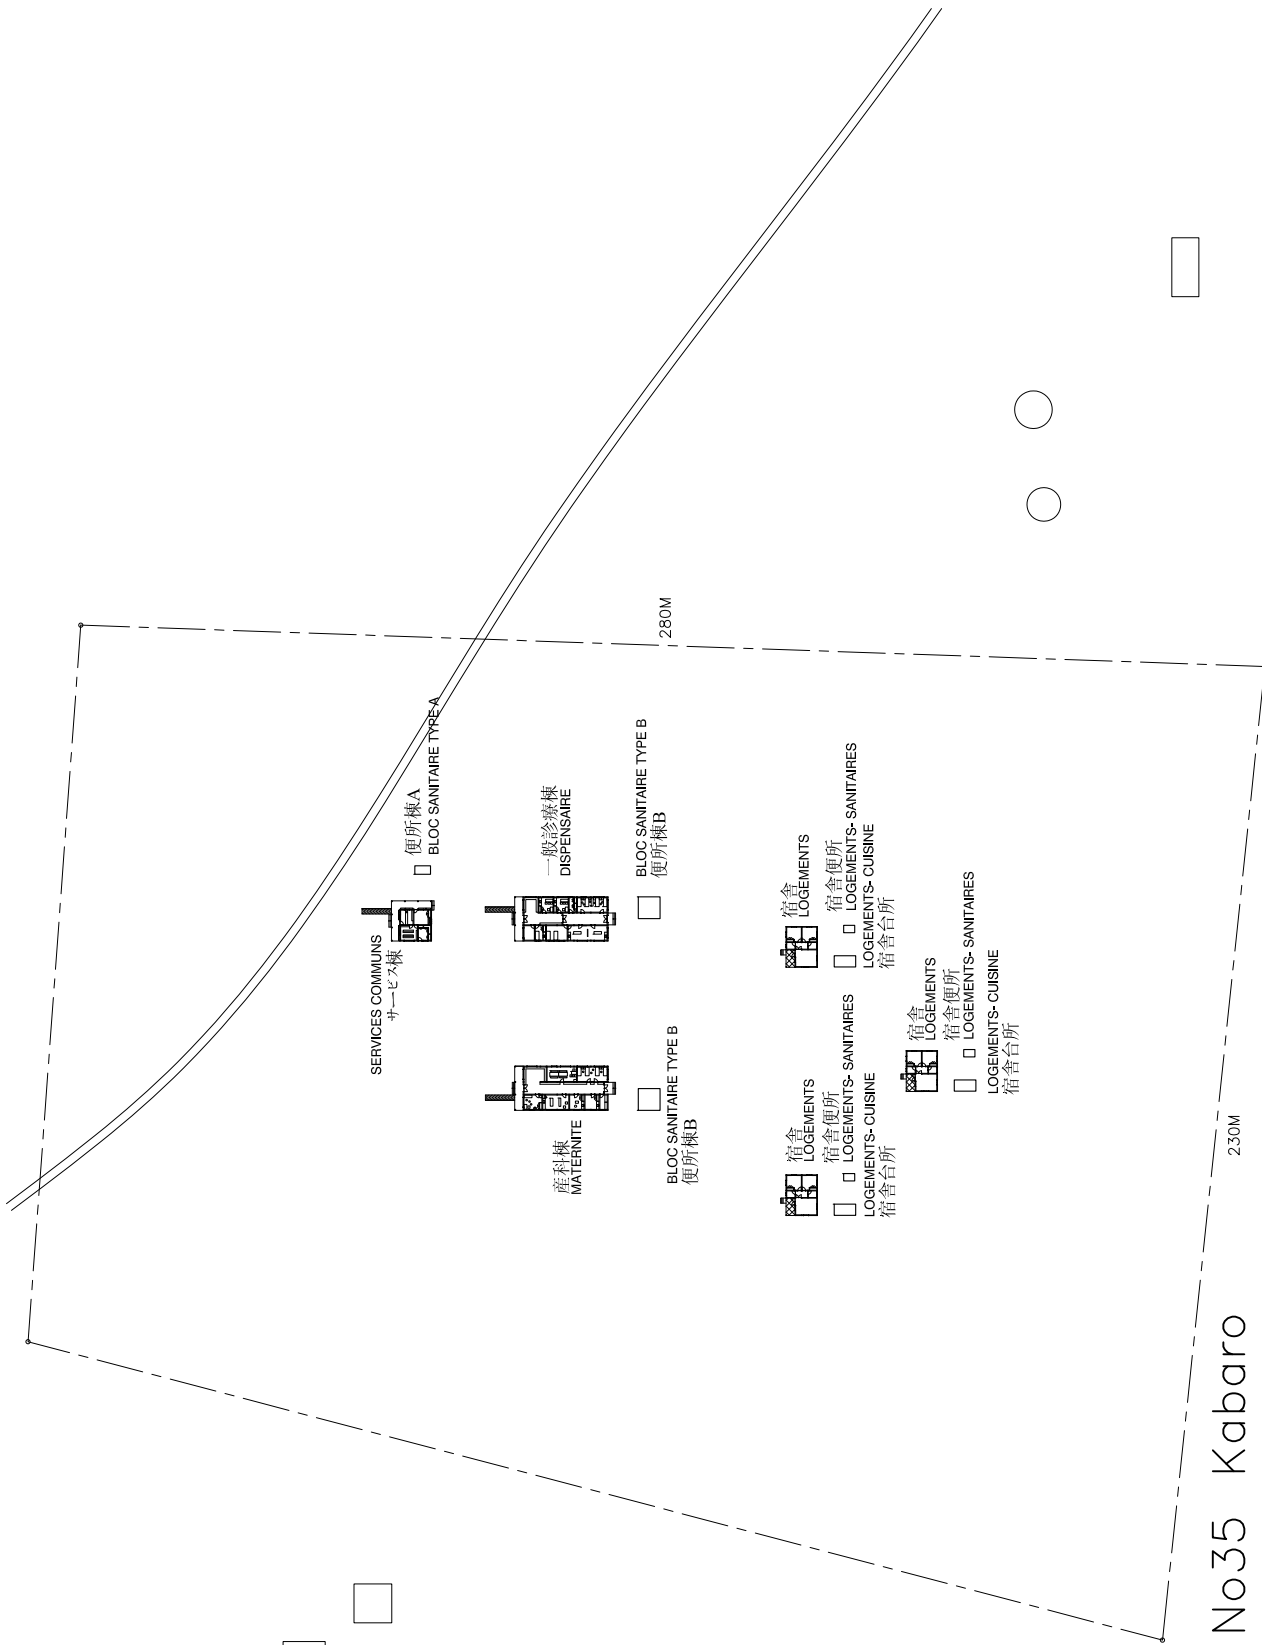 SERVICES COMMUNS
サービス棟
便所棟A
BLOC SANITAIRE TYPE A
産科棟
MATERNITE
一般診療棟
DISPENSAIRE
BLOC SANITAIRE TYPE B
便所棟B
BLOC SANITAIRE TYPE B
便所棟B
280M
宿舎
LOGEMENTS
宿舎便所
LOGEMENTS- SANITAIRES
LOGEMENTS- CUISINE
宿舎台所
宿舎
LOGEMENTS
宿舎便所
LOGEMENTS- SANITAIRES
LOGEMENTS- CUISINE
宿舎台所
宿舎
LOGEMENTS
宿舎便所
LOGEMENTS- SANITAIRES
LOGEMENTS- CUISINE
宿舎台所
230M
No35 Kabaro